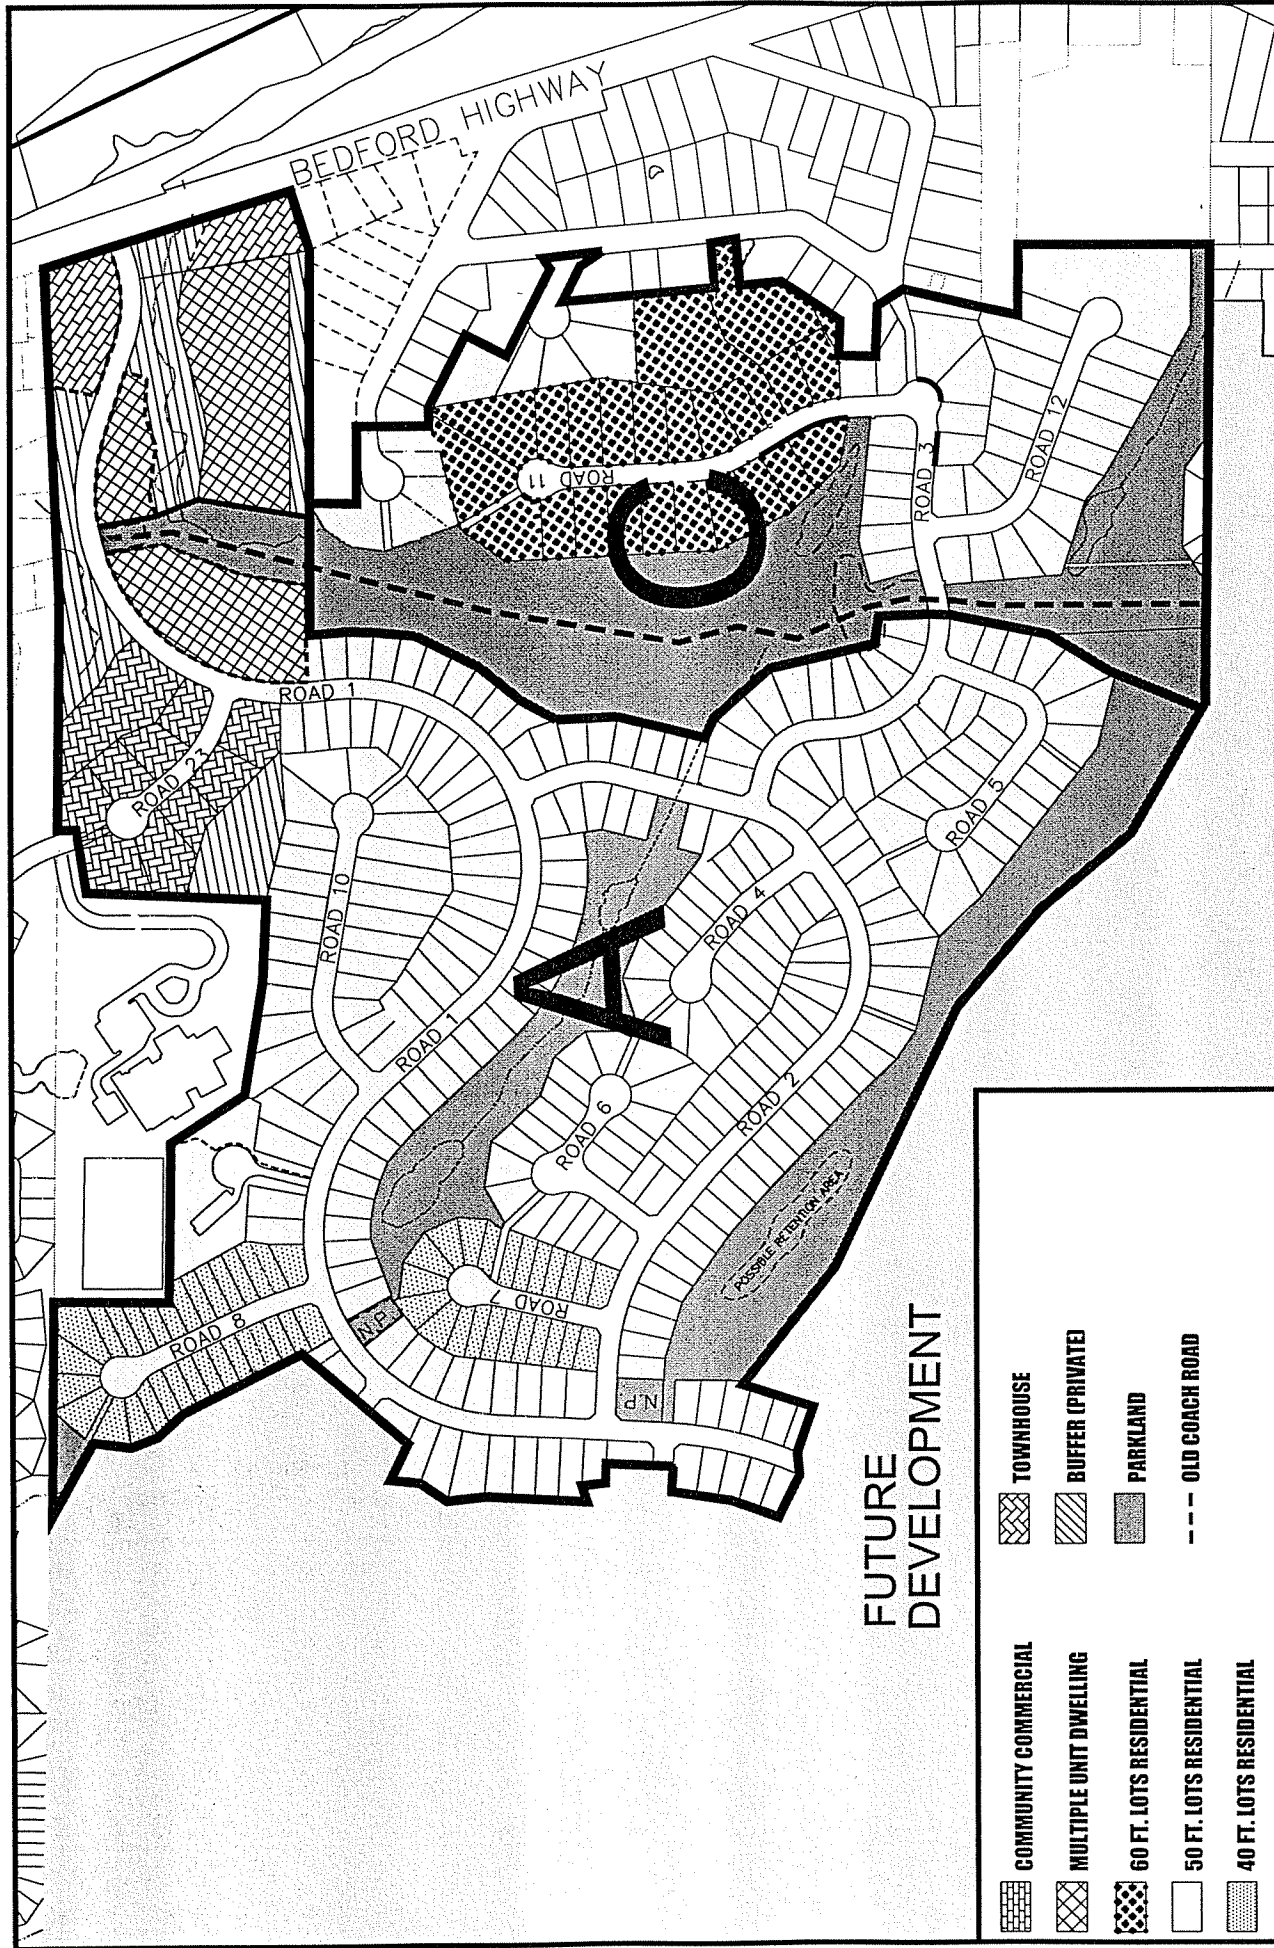 BEDFORD HIGHWAY
ROAD 1
ROAD 23
ROAD 10
ROAD 1
ROAD 11
C
ROAD 3
ROAD 12
ROAD 5
ROAD 4
A
ROAD 6
ROAD 2
ROAD 7
ROAD 8
N.P.
N.P
POSSIBLE RETENTION AREA
FUTURE
DEVELOPMENT
COMMUNITY COMMERCIAL
MULTIPLE UNIT DWELLING
60 FT. LOTS RESIDENTIAL
50 FT. LOTS RESIDENTIAL
40 FT. LOTS RESIDENTIAL
TOWNHOUSE
BUFFER (PRIVATE)
PARKLAND
OLD COACH ROAD